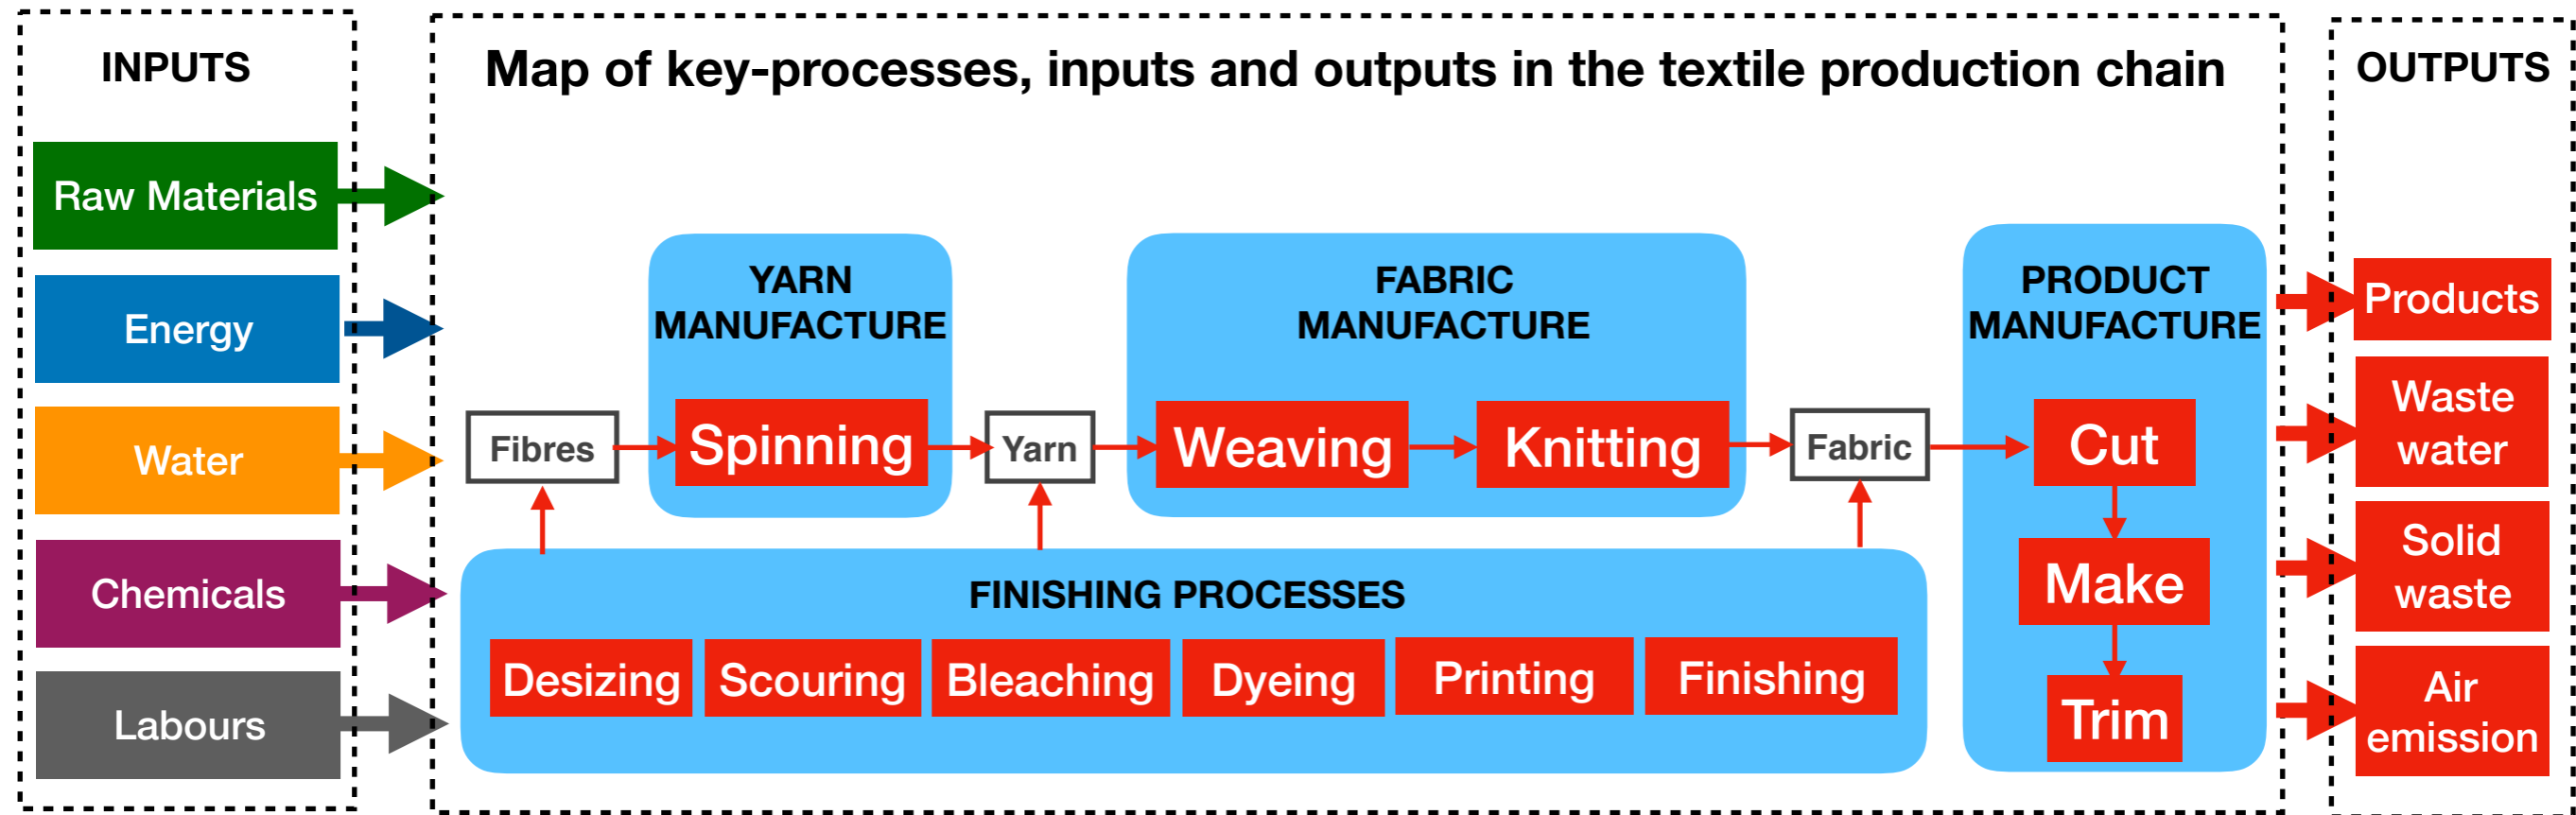 INPUTS
Map of key-processes, inputs and outputs in the textile production chain
OUTPUTS
Raw Materials
Energy
Water
Chemicals
Labours
YARN
MANUFACTURE
FABRIC
MANUFACTURE
PRODUCT
MANUFACTURE
Fibres
Spinning
Yarn
Weaving
Knitting
Fabric
Cut
Make
Trim
FINISHING PROCESSES
Desizing
Scouring
Bleaching
Dyeing
Printing
Finishing
Products
Waste
water
Solid
waste
Air
emission